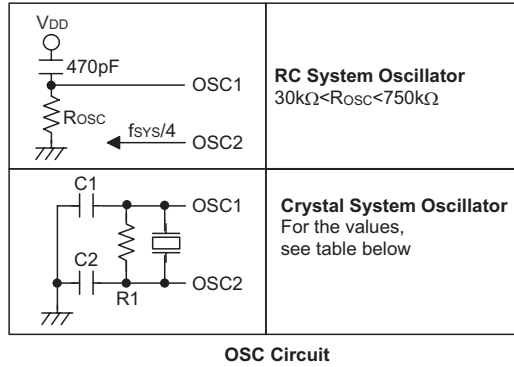 VDD
470pF
OSC1
ROSC
fSYS/4
OSC2
RC System Oscillator
30kΩ<ROSC<750kΩ
C1
OSC1
C2
R1
OSC2
Crystal System Oscillator
For the values,
see table below
OSC Circuit